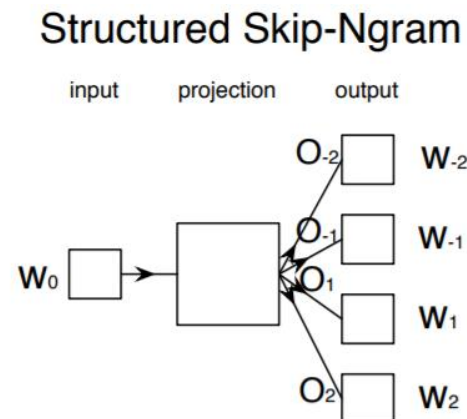 Structured Skip-Ngram
input projection output
O-2 W-2
O-1 W-1
W0
O1 W1
O2 W2